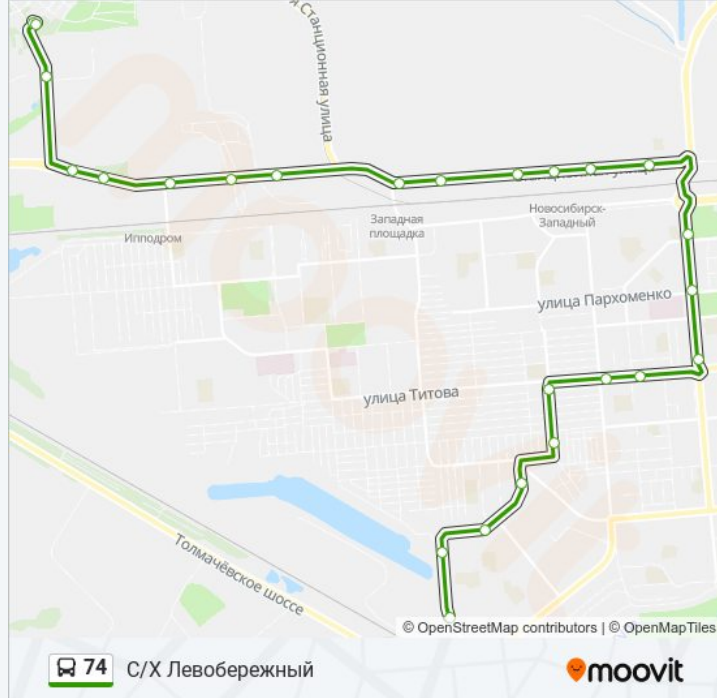 Станционная улица
Западная
площадка
Новосибирск-
Западный
Ипподром
улица Пархоменко
улица Титова
Толмачёвское шоссе
© OpenStreetMap contributors | © OpenMapTiles
74 С/Х Левобережный
moovit